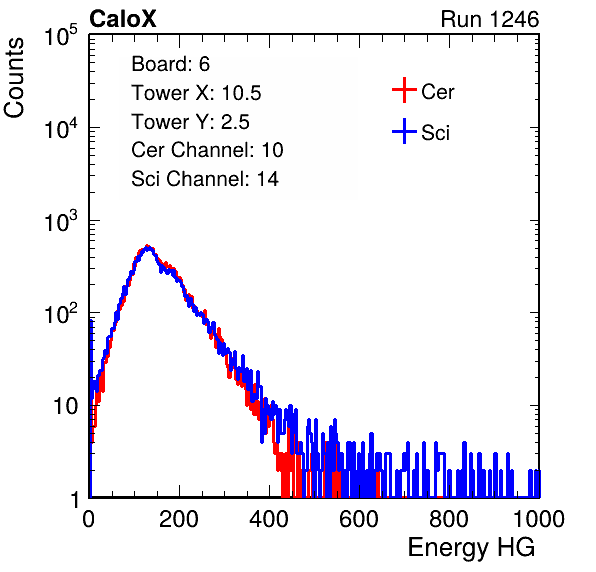 CaloX Run 1246
Counts
Board: 6
Tower X: 10.5
Tower Y: 2.5
Cer Channel: 10
Sci Channel: 14
Cer
Sci
10^5
10^4
10^3
10^2
10
1
0 200 400 600 800 1000
Energy HG